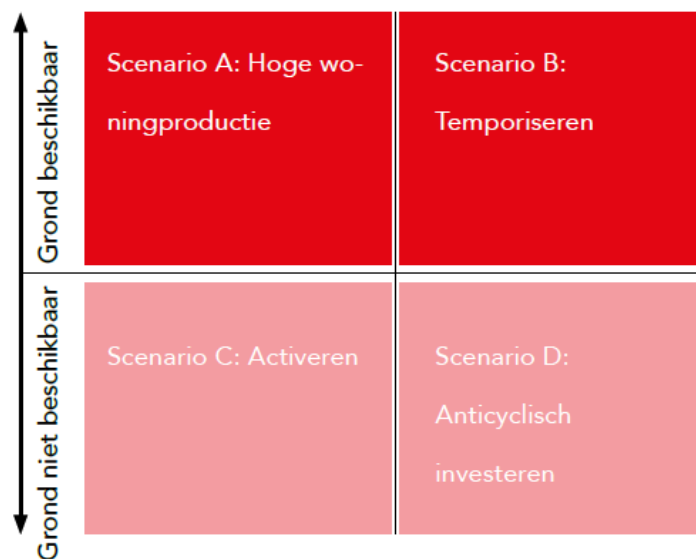 Grond beschikbaar
Scenario A: Hoge wo-
ningproductie
Scenario B:
Temporiseren
Grond niet beschikbaar
Scenario C: Activeren
Scenario D:
Anticyclisch
investeren